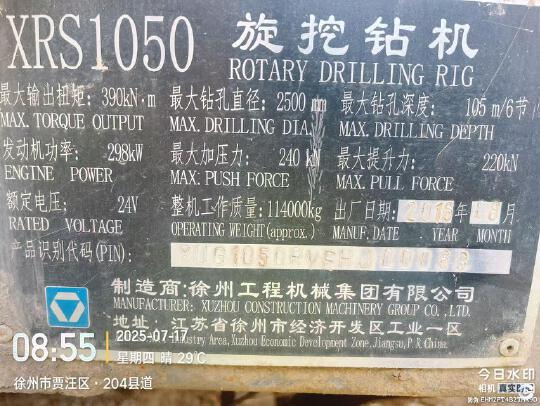 XRS1050 旋挖钻机
ROTARY DRILLING RIG
最大输出扭矩: 390kN·m 最大钻孔直径: 2500 mm 最大钻孔深度: 105 m/6节
MAX. TORQUE OUTPUT MAX. DRILLING DIA. MAX. DRILLING DEPTH
发动机功率: 298kW 最大加压力: 240 kN 最大提升力: 220kN
ENGINE POWER MAX. PUSH FORCE MAX. PULL FORCE
额定电压: 24V 整机工作质量: 114000kg 出厂日期: 年 月
RATED VOLTAGE OPERATING WEIGHT(approx.) MANUF. DATE YEAR MONTH
产品识别代码(PIN):
制造商: 徐州工程机械集团有限公司
MANUFACTURER: XUZHOU CONSTRUCTION MACHINERY GROUP CO., LTD.
地址: 江苏省徐州市经济开发区工业一区
Industry Area, Xuzhou Economic Development Zone, Jiangsu, P.R. China
08:55 2025-07-17
星期四 晴 29℃
徐州市贾汪区·204县道
今日水印
相机